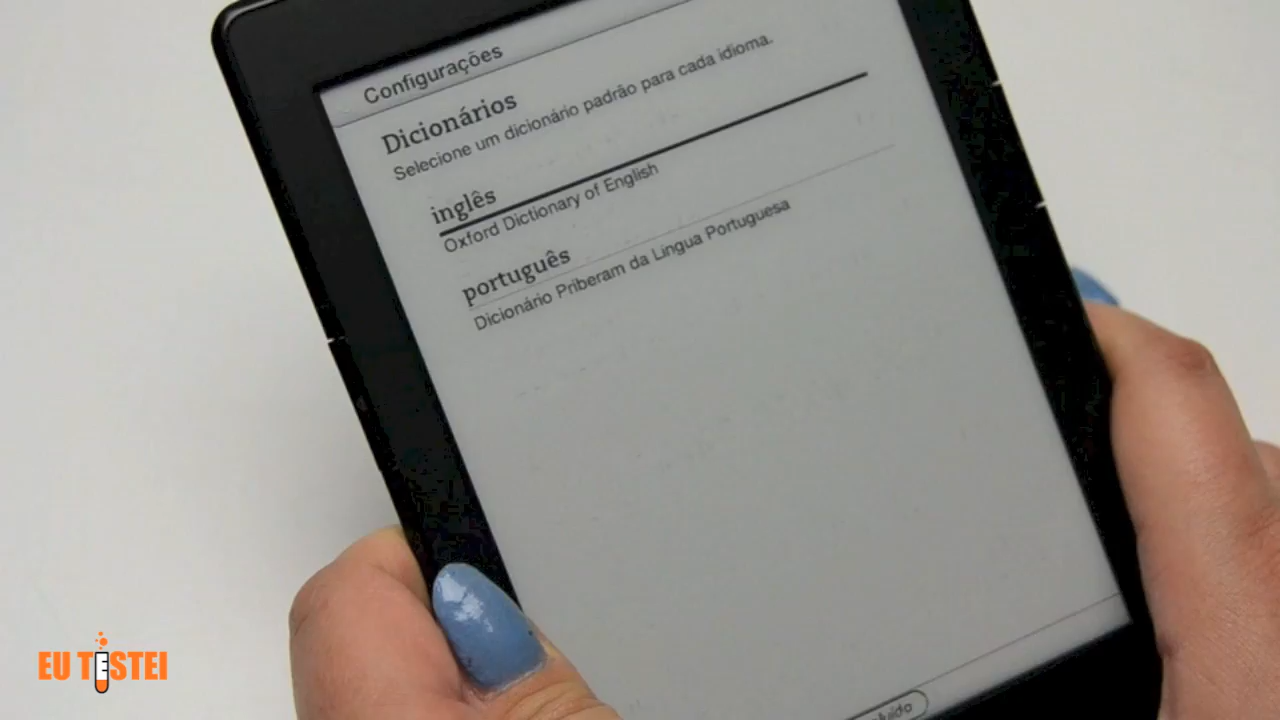 Configurações
Dicionários
Selecione um dicionário padrão para cada idioma.
inglês
Oxford Dictionary of English
português
Dicionário Priberam da Lingua Portuguesa
EU TESTEI